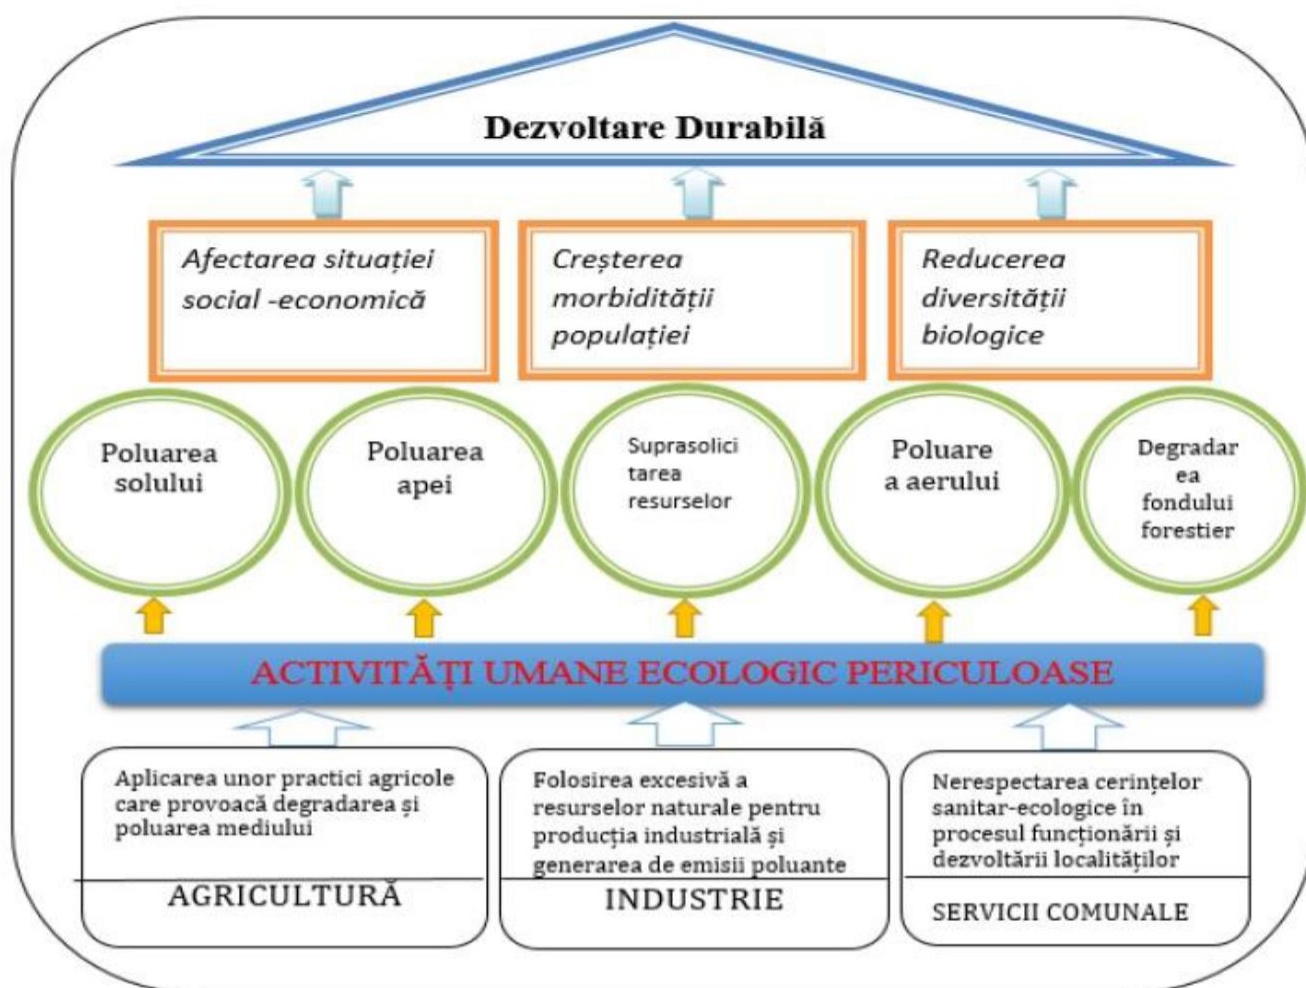 Dezvoltare Durabilă
Afectarea situației
social -economică
Creșterea
morbidității
populației
Reducerea
diversității
biologice
Poluarea
solului
Poluarea
apei
Suprasolici
tarea
resurselor
Poluare
a aerului
Degradar
ea
fondului
forestier
ACTIVITĂȚI UMANE ECOLOGIC PERICULOASE
Aplicarea unor practici agricole
care provoacă degradarea și
poluarea mediului
AGRICULTURĂ
Folosirea excesivă a
resurselor naturale pentru
producția industrială și
generarea de emisii poluante
INDUSTRIE
Nerespectarea cerințelor
sanitar-ecologice în
procesul funcționării și
dezvoltării localităților
SERVICII COMUNALE